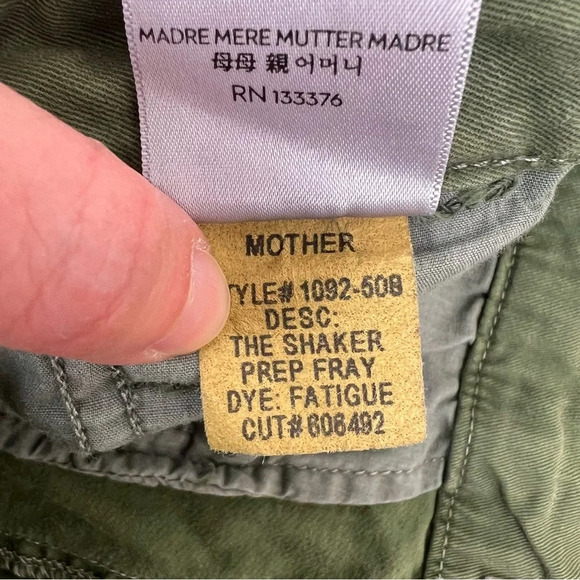 MADRE MERE MUTTER MADRE
母母 親 어머니
RN 133376
MOTHER
TYLE# 1092-508
DESC:
THE SHAKER
PREP FRAY
DYE: FATIGUE
CUT# 606492